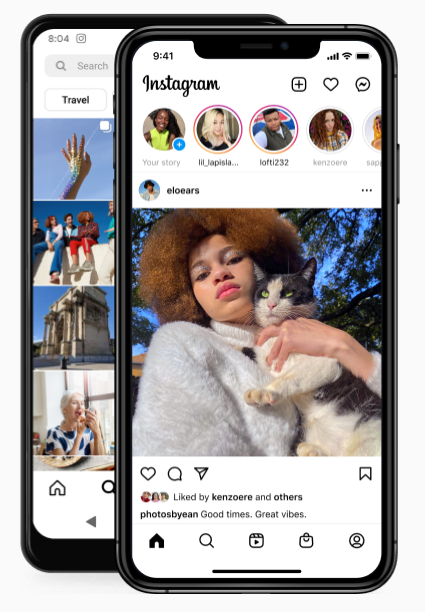 8:04
Search
Travel
9:41
Instagram
Your story
lil_lapisla...
lofti232
kenzoere
sapp
eloears
Liked by kenzoere and others
photosbyean Good times. Great vibes.